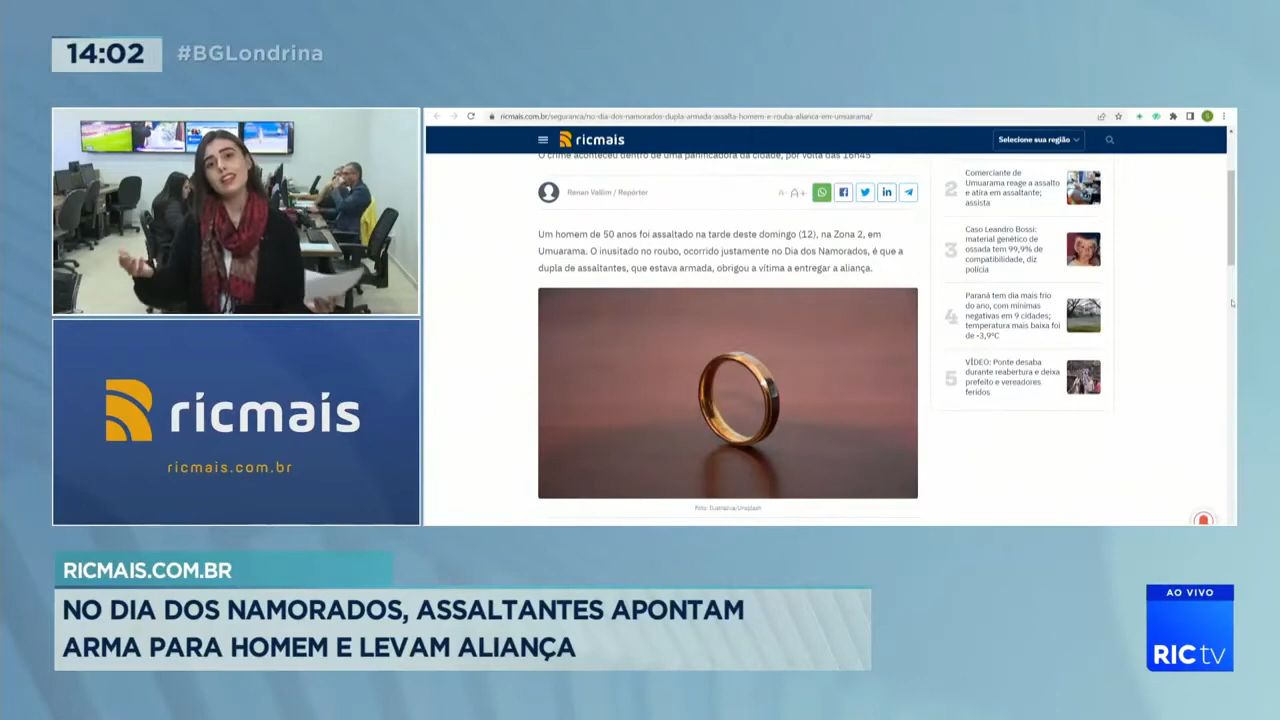 14:02 #BGLondrina
ricmais.com.br/seguranca/no-dia-dos-namorados-dupla-armada-assalta-homem-e-rouba-alianca-em-umuarama/
ricmais
Selecione sua região
O crime aconteceu dentro de uma panificadora da cidade, por volta das 16h45
Renan Vallim / Repórter
A- A+
Um homem de 50 anos foi assaltado na tarde deste domingo (12), na Zona 2, em
Umuarama. O inusitado no roubo, ocorrido justamente no Dia dos Namorados, é que a
dupla de assaltantes, que estava armada, obrigou a vítima a entregar a aliança.
Foto: Ilustrativa/Unsplash
2
Comerciante de
Umuarama reage a assalto
e atira em assaltante;
assista
3
Caso Leandro Bossi:
material genético de
ossada tem 99,9% de
compatibilidade, diz
polícia
4
Paraná tem dia mais frio
do ano, com mínimas
negativas em 9 cidades;
temperatura mais baixa foi
de -3,9°C
5
VÍDEO: Ponte desaba
durante reabertura e deixa
prefeito e vereadores
feridos
ricmais
ricmais.com.br
RICMAIS.COM.BR
NO DIA DOS NAMORADOS, ASSALTANTES APONTAM
ARMA PARA HOMEM E LEVAM ALIANÇA
AO VIVO
RIC tv